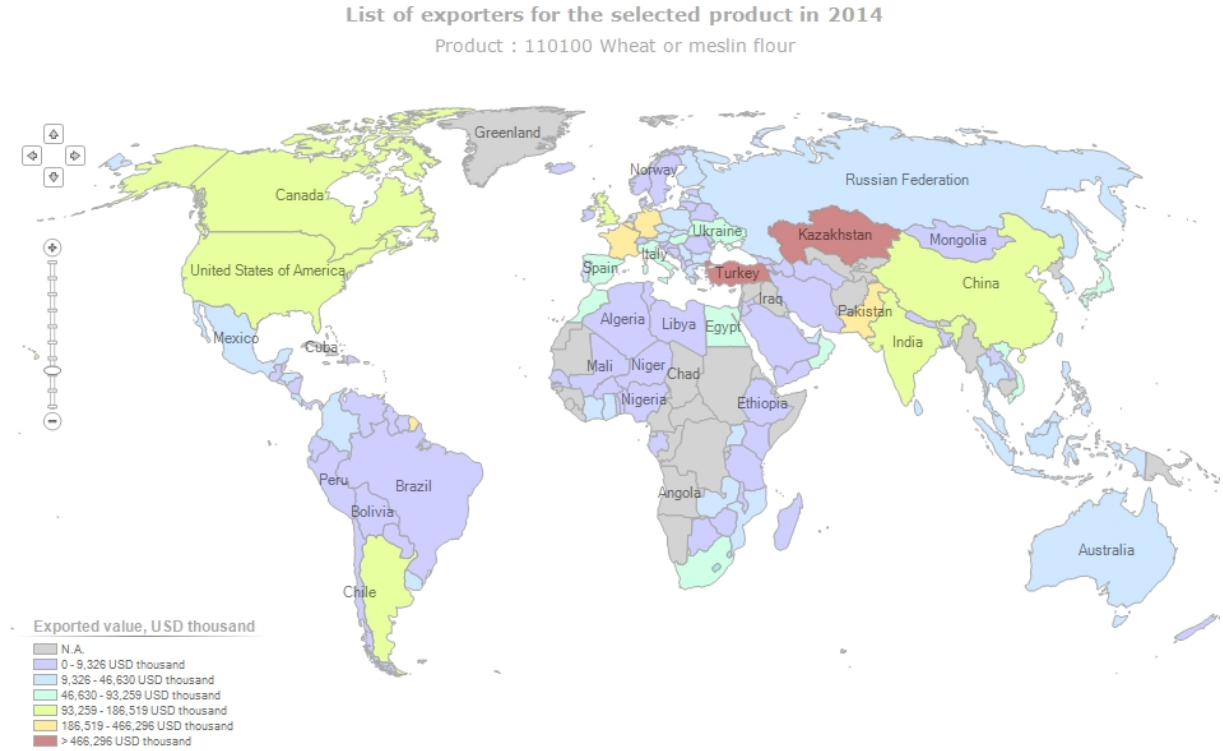 List of exporters for the selected product in 2014
Product : 110100 Wheat or meslin flour
Greenland
Norway
Canada
Russian Federation
Ukraine
Kazakhstan
Mongolia
Italy
Spain
United States of America
Turkey
China
Iraq
Pakistan
Algeria
Libya
Egypt
Mexico
Cuba
India
Mali
Niger
Chad
Nigeria
Ethiopia
Peru
Brazil
Angola
Bolivia
Australia
Chile
Exported value, USD thousand
N.A.
0 - 9,326 USD thousand
9,326 - 46,630 USD thousand
46,630 - 93,259 USD thousand
93,259 - 186,519 USD thousand
186,519 - 466,296 USD thousand
> 466,296 USD thousand